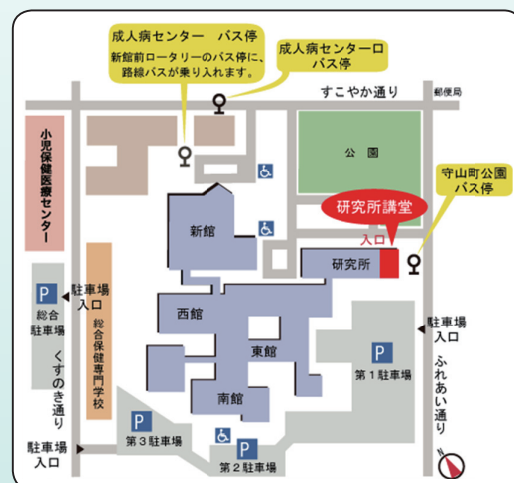 成人病センター バス停
新館前ロータリーのバス停に、
路線バスが乗り入れます。
成人病センター口
バス停
すこやか通り
郵便局
小児保健医療センター
公園
守山町公園
バス停
研究所講堂
新館
入口
研究所
P
総合
駐車場
駐車場
入口
総合保健専門学校
西館
東館
P
第1駐車場
駐車場
入口
くすのき通り
ふれあい通り
南館
P
第3駐車場
P
第2駐車場
駐車場
入口
N